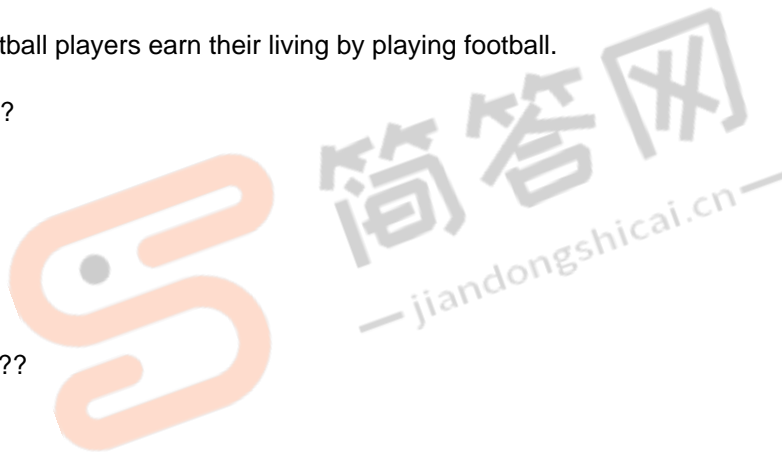 tball players earn their living by playing football.
?
简答网
— jiandongshicai.cn —
??